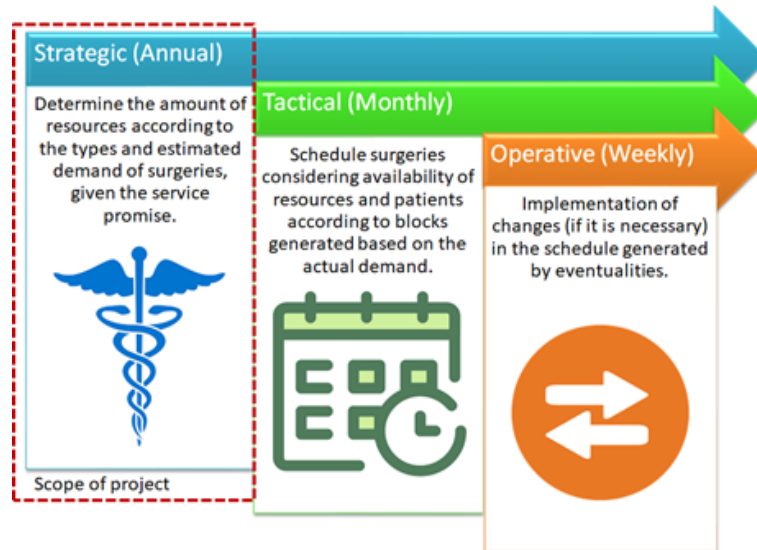 Strategic (Annual)
Determine the amount of
resources according to
the types and estimated
demand of surgeries,
given the service
promise.
Scope of project
Tactical (Monthly)
Schedule surgeries
considering availability of
resources and patients
according to blocks
generated based on the
actual demand.
Operative (Weekly)
Implementation of
changes (if it is necessary)
in the schedule generated
by eventualities.